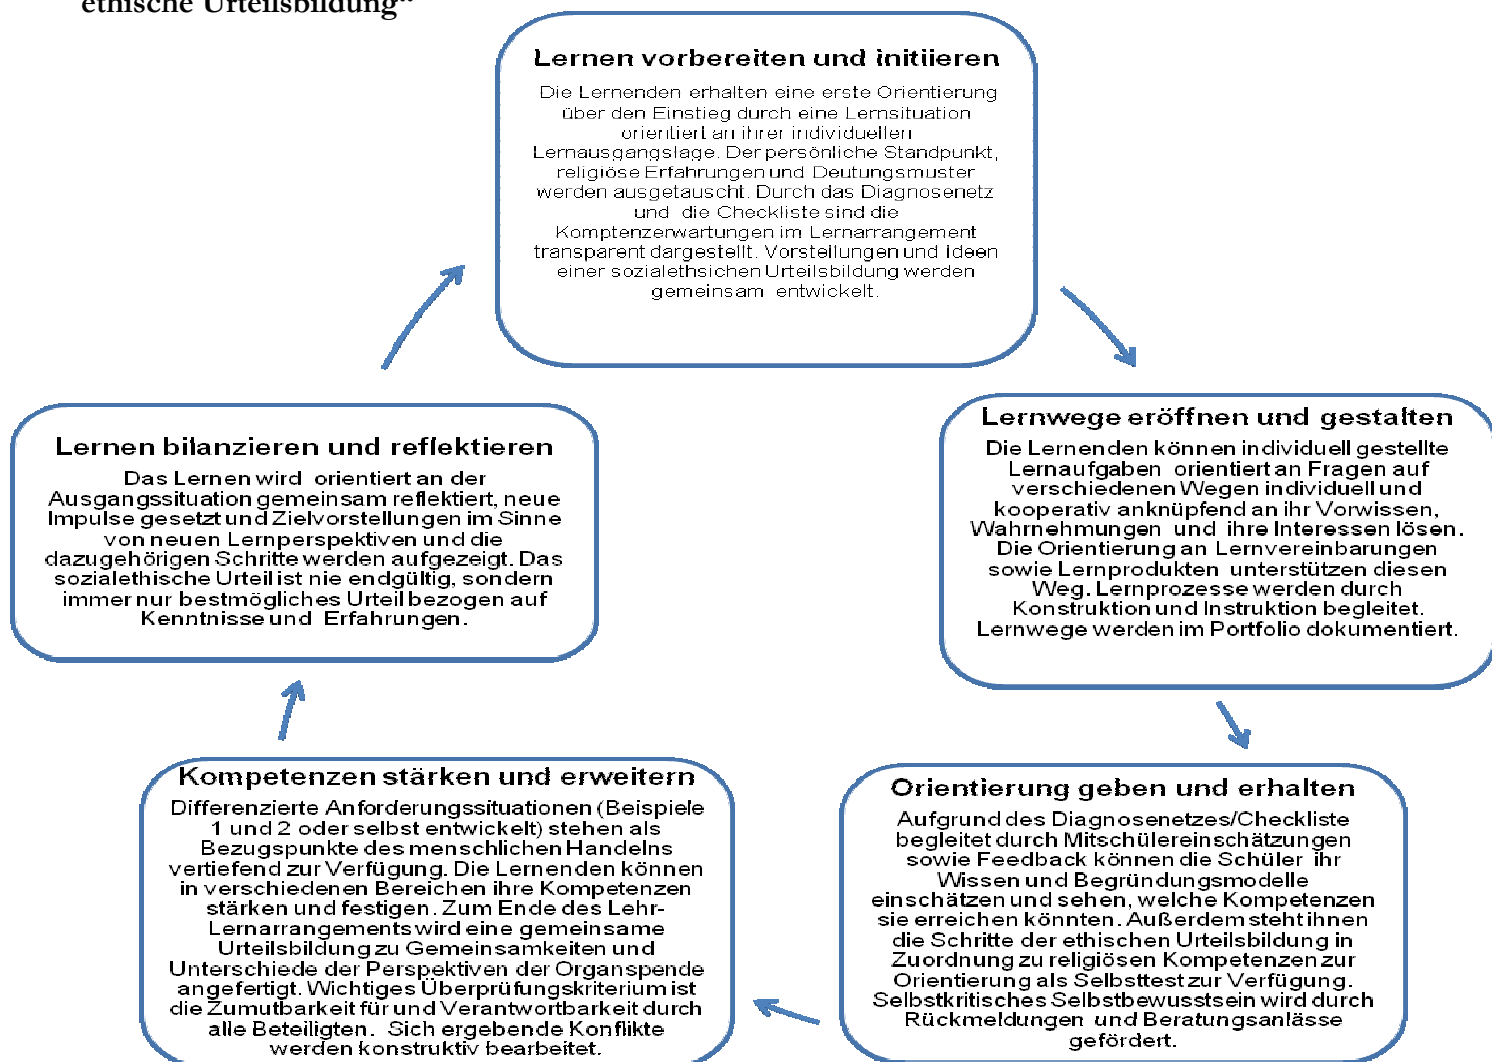 ethische Urteilsbildung“
Lernen vorbereiten und initiieren
Die Lernenden erhalten eine erste Orientierung
über den Einstieg durch eine Lernsituation
orientiert an ihrer individuellen
Lernausgangslage. Der persönliche Standpunkt,
religiöse Erfahrungen und Deutungsmuster
werden ausgetauscht. Durch das Diagnosenetz
und die Checkliste sind die
Komptenzerwartungen im Lernarrangement
transparent dargestellt. Vorstellungen und Ideen
einer sozialethsichen Urteilsbildung werden
gemeinsam entwickelt.
Lernwege eröffnen und gestalten
Die Lernenden können individuell gestellte
Lernaufgaben orientiert an Fragen auf
verschiedenen Wegen individuell und
kooperativ anknüpfend an ihr Vorwissen,
Wahrnehmungen und ihre Interessen lösen.
Die Orientierung an Lernvereinbarungen
sowie Lernprodukten unterstützen diesen
Weg. Lernprozesse werden durch
Konstruktion und Instruktion begleitet.
Lernwege werden im Portfolio dokumentiert.
Orientierung geben und erhalten
Aufgrund des Diagnosenetzes/Checkliste
begleitet durch Mitschülereinschätzungen
sowie Feedback können die Schüler ihr
Wissen und Begründungsmodelle
einschätzen und sehen, welche Kompetenzen
sie erreichen könnten. Außerdem steht ihnen
die Schritte der ethischen Urteilsbildung in
Zuordnung zu religiösen Kompetenzen zur
Orientierung als Selbsttest zur Verfügung.
Selbstkritisches Selbstbewusstsein wird durch
Rückmeldungen und Beratungsanlässe
gefördert.
Kompetenzen stärken und erweitern
Differenzierte Anforderungssituationen (Beispiele
1 und 2 oder selbst entwickelt) stehen als
Bezugspunkte des menschlichen Handelns
vertiefend zur Verfügung. Die Lernenden können
in verschiedenen Bereichen ihre Kompetenzen
stärken und festigen. Zum Ende des Lehr-
Lernarrangements wird eine gemeinsame
Urteilsbildung zu Gemeinsamkeiten und
Unterschiede der Perspektiven der Organspende
angefertigt. Wichtiges Überprüfungskriterium ist
die Zumutbarkeit für und Verantwortbarkeit durch
alle Beteiligten. Sich ergebende Konflikte
werden konstruktiv bearbeitet.
Lernen bilanzieren und reflektieren
Das Lernen wird orientiert an der
Ausgangssituation gemeinsam reflektiert, neue
Impulse gesetzt und Zielvorstellungen im Sinne
von neuen Lernperspektiven und die
dazugehörigen Schritte werden aufgezeigt. Das
sozialethische Urteil ist nie endgültig, sondern
immer nur bestmögliches Urteil bezogen auf
Kenntnisse und Erfahrungen.